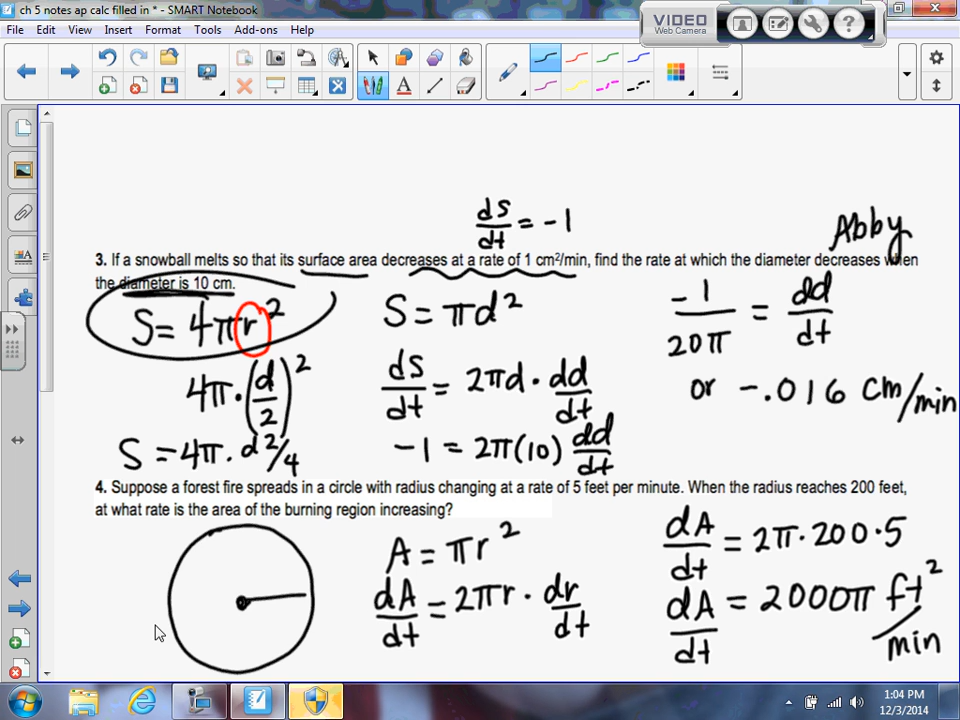 ch 5 notes ap calc filled in * - SMART Notebook
VIDEO
Web Camera
File Edit View Insert Format Tools Add-ons Help
dS/dt = -1
Abby
3. If a snowball melts so that its surface area decreases at a rate of 1 cm²/min, find the rate at which the diameter decreases when
the diameter is 10 cm.
S = 4πr²
4π·(d/2)²
S = 4π·d²/4
S = πd²
dS/dt = 2πd·dd/dt
-1 = 2π(10) dd/dt
-1/20π = dd/dt
or -.016 cm/min
4. Suppose a forest fire spreads in a circle with radius changing at a rate of 5 feet per minute. When the radius reaches 200 feet,
at what rate is the area of the burning region increasing?
A = πr²
dA/dt = 2πr·dr/dt
dA/dt = 2π·200·5
dA/dt = 2000π ft²/min
1:04 PM
12/3/2014